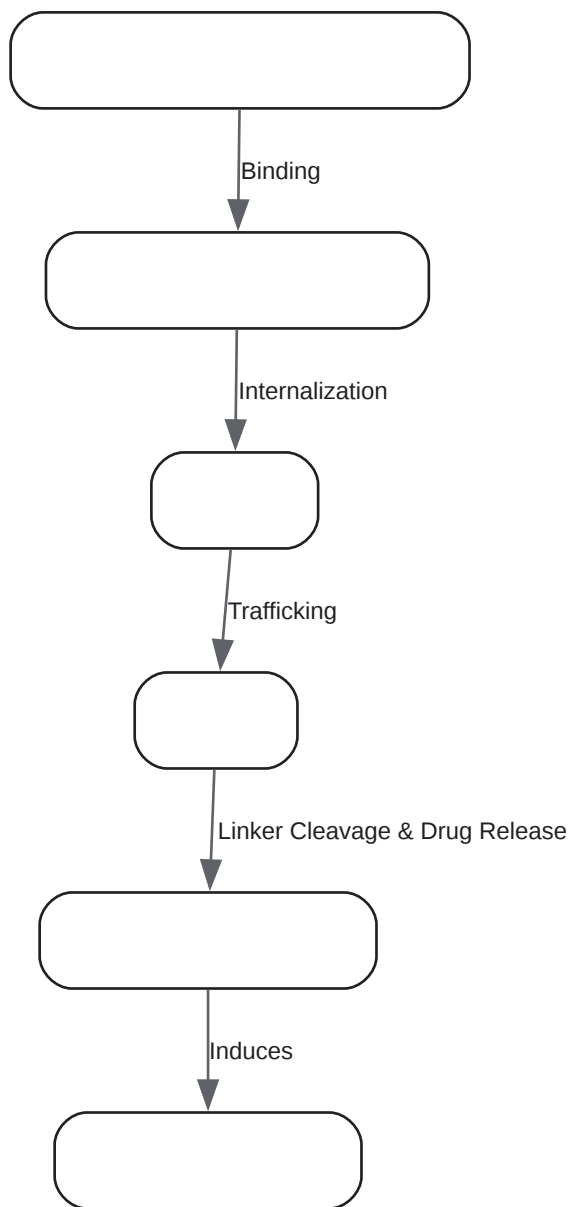 Binding
Internalization
Trafficking
Linker Cleavage & Drug Release
Induces